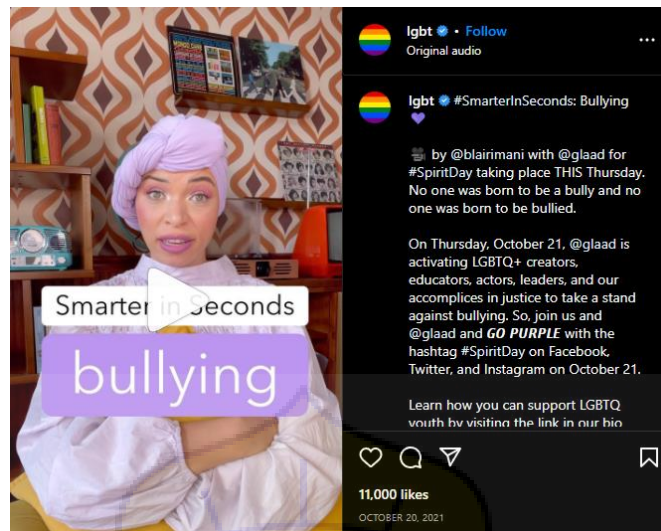 lgbt • Follow
Original audio
lgbt #SmarterInSeconds: Bullying
by @blairimani with @glaad for
#SpiritDay taking place THIS Thursday.
No one was born to be a bully and no
one was born to be bullied.
On Thursday, October 21, @glaad is
activating LGBTQ+ creators,
educators, actors, leaders, and our
accomplices in justice to take a stand
against bullying. So, join us and
@glaad and GO PURPLE with the
hashtag #SpiritDay on Facebook,
Twitter, and Instagram on October 21.
Learn how you can support LGBTQ
youth by visiting the link in our bio
11,000 likes
OCTOBER 20, 2021
Smarter in Seconds
bullying